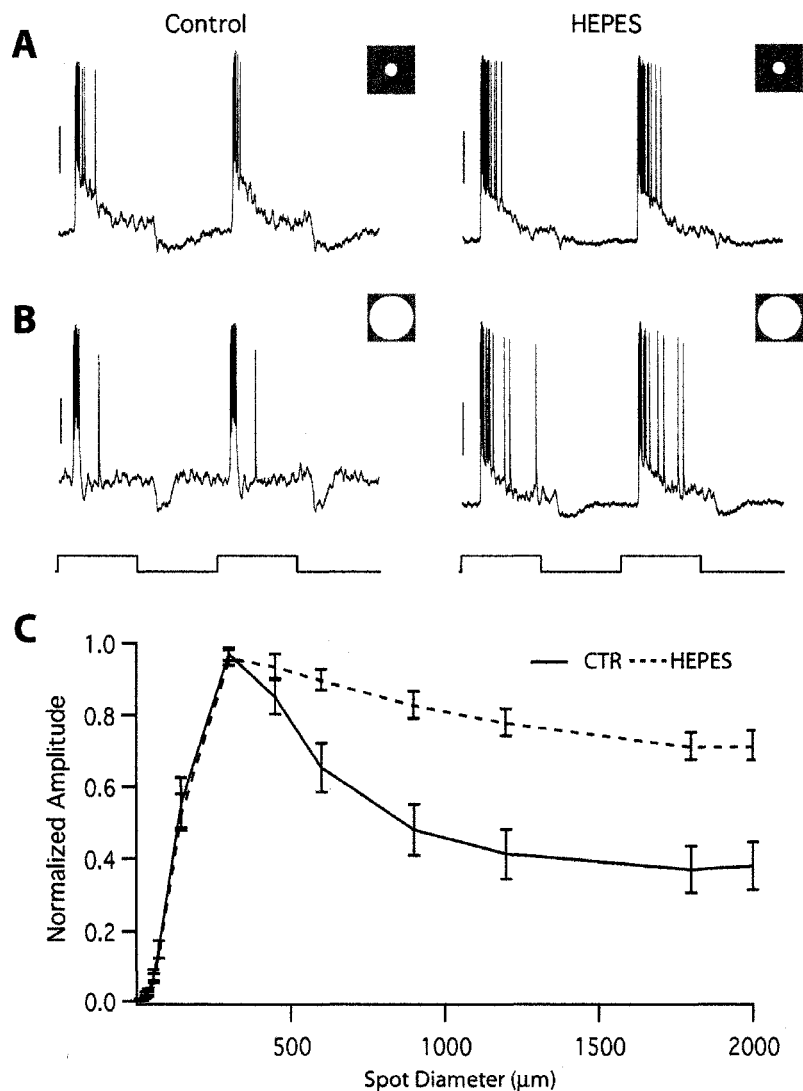 Control HEPES
A
B
C
1.0
0.8
0.6
0.4
0.2
0.0
Normalized Amplitude
CTR HEPES
500 1000 1500 2000
Spot Diameter (µm)